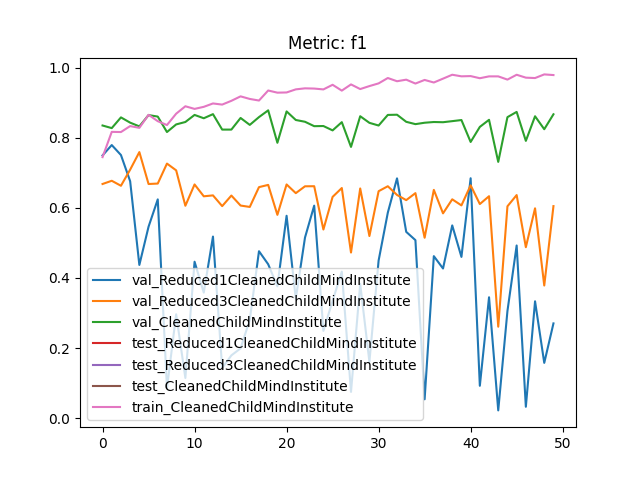 Metric: f1
1.0
0.8
0.6
0.4
0.2
0.0
val_Reduced1CleanedChildMindInstitute
val_Reduced3CleanedChildMindInstitute
val_CleanedChildMindInstitute
test_Reduced1CleanedChildMindInstitute
test_Reduced3CleanedChildMindInstitute
test_CleanedChildMindInstitute
train_CleanedChildMindInstitute
0 10 20 30 40 50